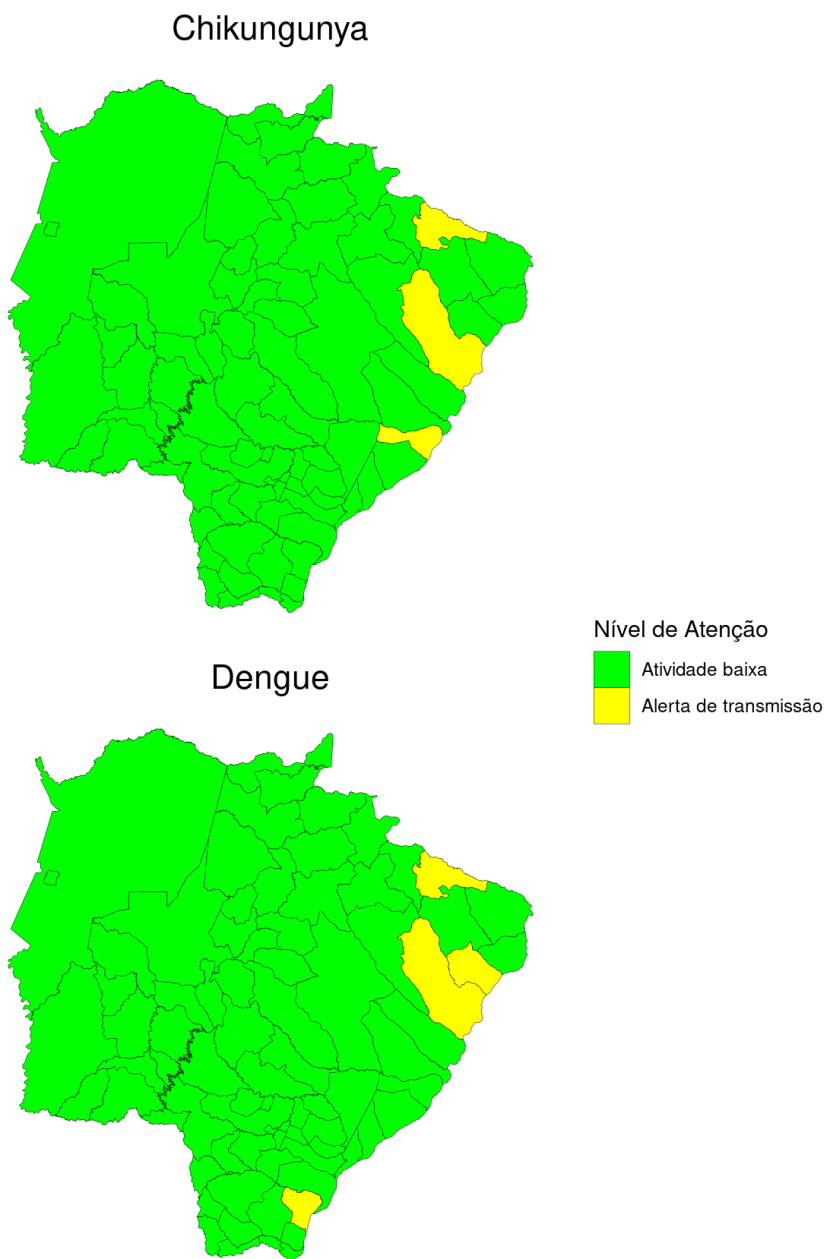 Chikungunya
Nível de Atenção
Atividade baixa
Alerta de transmissão
Dengue